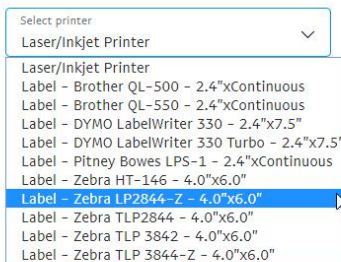 Select printer
Laser/Inkjet Printer
Laser/Inkjet Printer
Label - Brother QL-500 - 2.4"xContinuous
Label - Brother QL-550 - 2.4"xContinuous
Label - DYMO LabelWriter 330 - 2.4"x7.5"
Label - DYMO LabelWriter 330 Turbo - 2.4"x7.5"
Label - Pitney Bowes LPS-1 - 2.4"xContinuous
Label - Zebra HT-146 - 4.0"x6.0"
Label - Zebra LP2844-Z - 4.0"x6.0"
Label - Zebra TLP2844 - 4.0"x6.0"
Label - Zebra TLP 3842 - 4.0"x6.0"
Label - Zebra TLP 3844-Z - 4.0"x6.0"